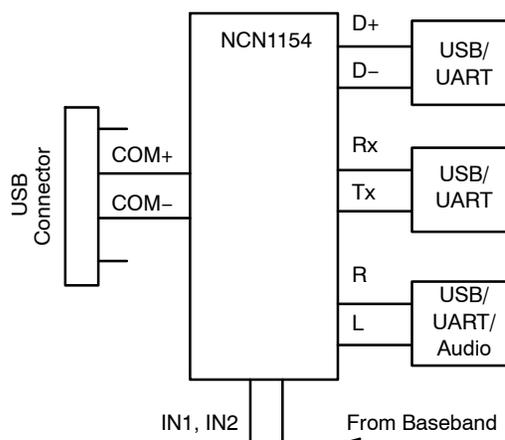 NCN1154
D+
D−
USB/
UART
USB
Connector
COM+
COM−
Rx
Tx
USB/
UART
R
L
USB/
UART/
Audio
IN1, IN2
From Baseband